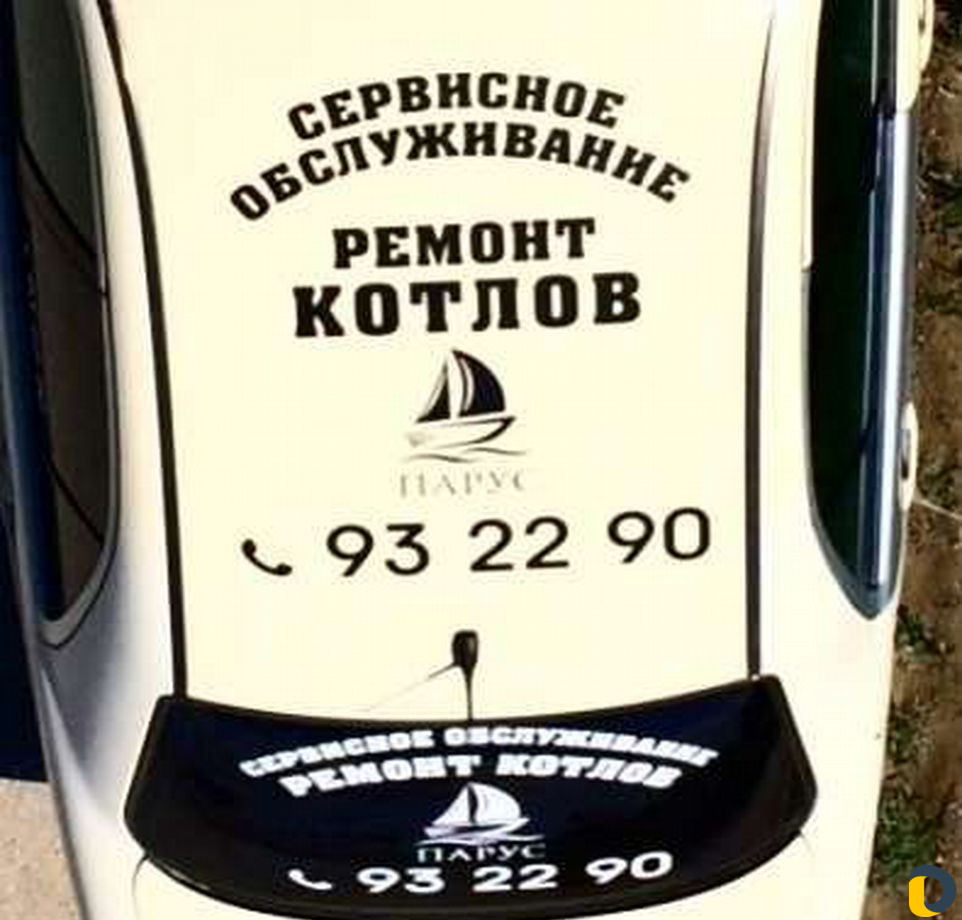 СЕРВИСНОЕ
ОБСЛУЖИВАНИЕ
РЕМОНТ
КОТЛОВ
ПАРУС
93 22 90
СЕРВИСНОЕ ОБСЛУЖИВАНИЕ
РЕМОНТ КОТЛОВ
ПАРУС
93 22 90